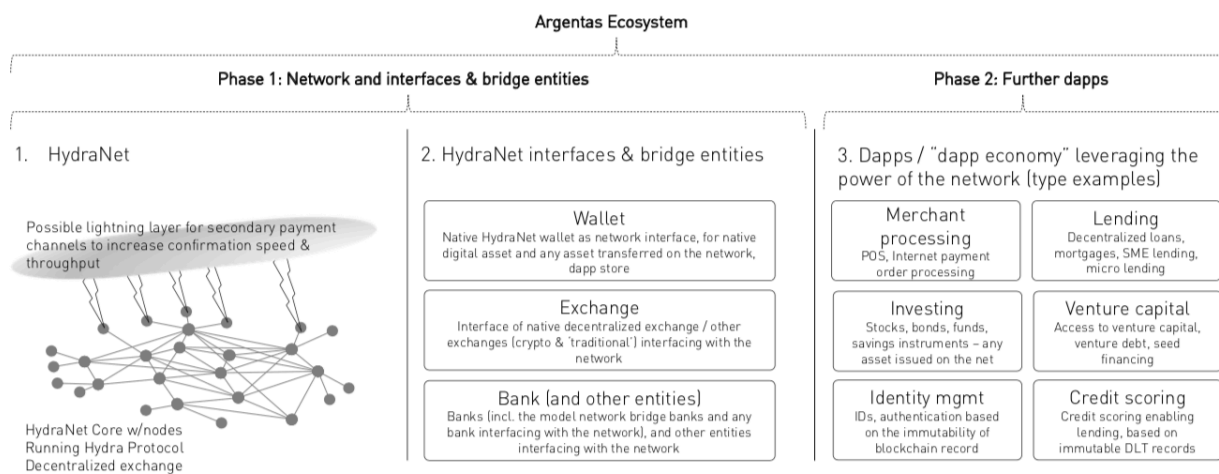 Argentas Ecosystem
Phase 1: Network and interfaces & bridge entities
Phase 2: Further dapps
1. HydraNet
Possible lightning layer for secondary payment
channels to increase confirmation speed &
throughput
HydraNet Core w/nodes
Running Hydra Protocol
Decentralized exchange
2. HydraNet interfaces & bridge entities
Wallet
Native HydraNet wallet as network interface, for native
digital asset and any asset transferred on the network,
dapp store
Exchange
Interface of native decentralized exchange / other
exchanges (crypto & ‘traditional’) interfacing with the
network
Bank (and other entities)
Banks (incl. the model network bridge banks and any
bank interfacing with the network), and other entities
interfacing with the network
3. Dapps / “dapp economy” leveraging the
power of the network (type examples)
Merchant
processing
POS, Internet payment
order processing
Lending
Decentralized loans,
mortgages, SME lending,
micro lending
Investing
Stocks, bonds, funds,
savings instruments – any
asset issued on the net
Venture capital
Access to venture capital,
venture debt, seed
financing
Identity mgmt
IDs, authentication based
on the immutability of
blockchain record
Credit scoring
Credit scoring enabling
lending, based on
immutable DLT records